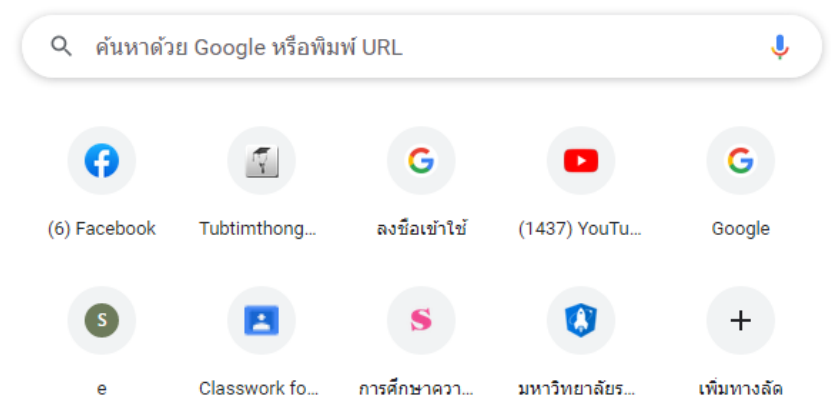 ค้นหาด้วย Google หรือพิมพ์ URL
(6) Facebook
Tubtimthong...
ลงชื่อเข้าใช้
(1437) YouTu...
Google
S
e
Classwork fo...
S
การศึกษาควา...
มหาวิทยาลัยร...
เพิ่มทางลัด